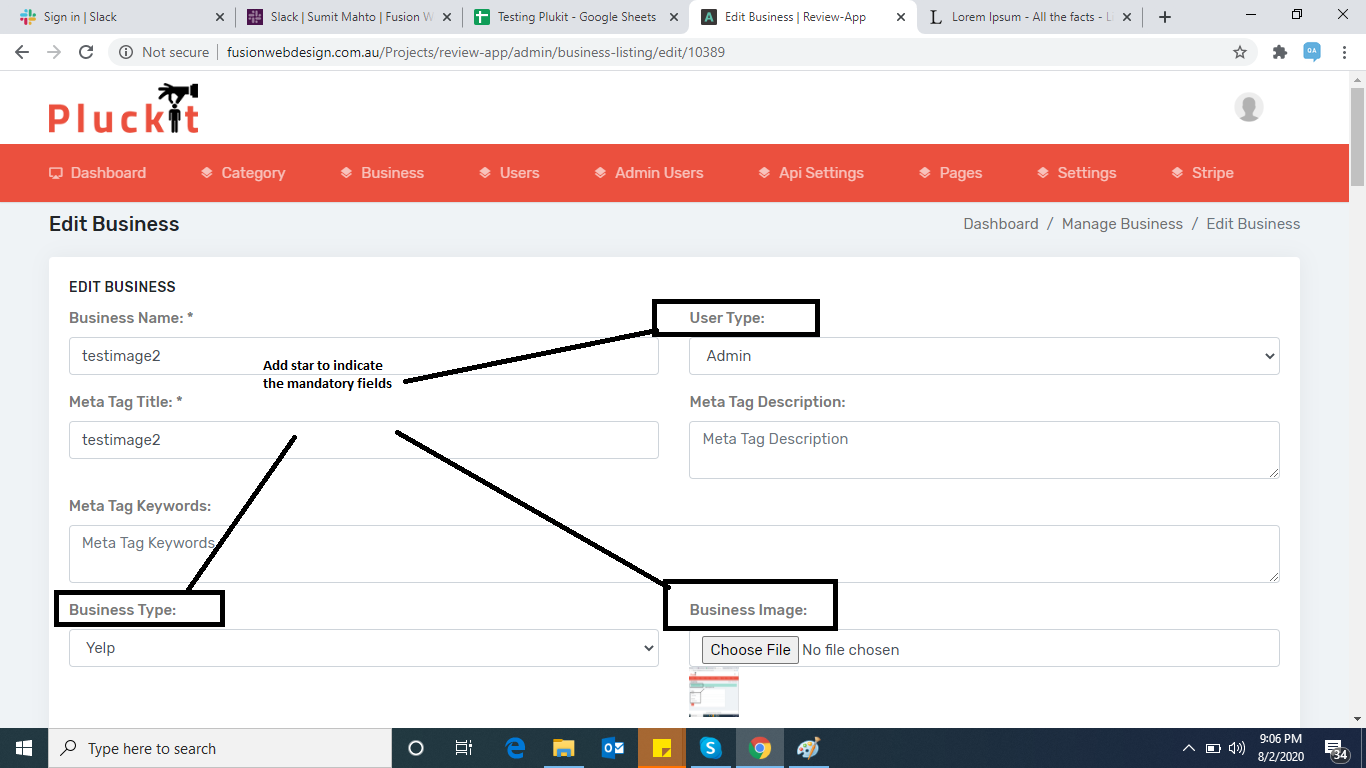 Sign in | Slack
Slack | Sumit Mahto | Fusion W
Testing Plukit - Google Sheets
Edit Business | Review-App
Lorem Ipsum - All the facts - Li
Not secure | fusionwebdesign.com.au/Projects/review-app/admin/business-listing/edit/10389
QA
Pluckit
Dashboard Category Business Users Admin Users Api Settings Pages Settings Stripe
Edit Business
Dashboard / Manage Business / Edit Business
EDIT BUSINESS
Business Name: *
User Type:
testimage2
Admin
Add star to indicate
the mandatory fields
Meta Tag Title: *
Meta Tag Description:
testimage2
Meta Tag Description
Meta Tag Keywords:
Meta Tag Keywords
Business Type:
Business Image:
Yelp
Choose File No file chosen
Type here to search
9:06 PM
8/2/2020
34